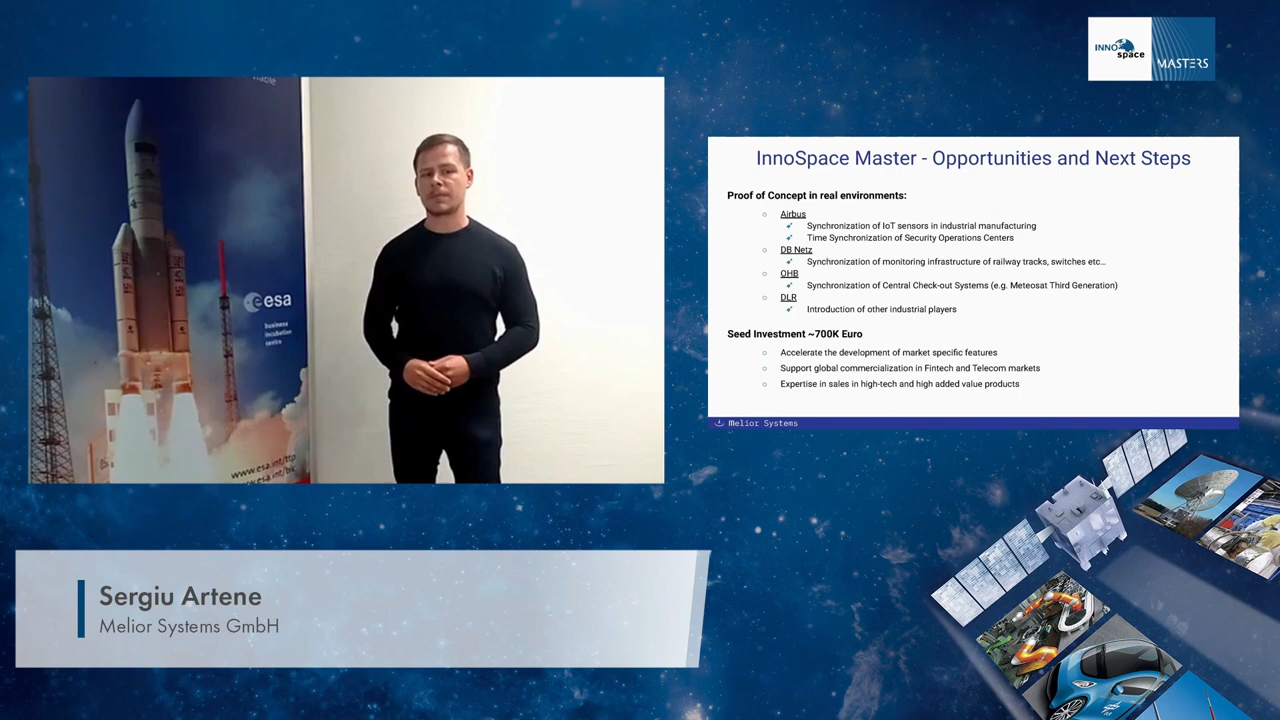 INNO
space
MASTERS
esa
business
incubation
centre
www.esa.int/ttp
www.esa.int/bic
InnoSpace Master - Opportunities and Next Steps
Proof of Concept in real environments:
Airbus
Synchronization of IoT sensors in industrial manufacturing
Time Synchronization of Security Operations Centers
DB Netz
Synchronization of monitoring infrastructure of railway tracks, switches etc…
OHB
Synchronization of Central Check-out Systems (e.g. Meteosat Third Generation)
DLR
Introduction of other industrial players
Seed Investment ~700K Euro
Accelerate the development of market specific features
Support global commercialization in Fintech and Telecom markets
Expertise in sales in high-tech and high added value products
melior Systems
Sergiu Artene
Melior Systems GmbH